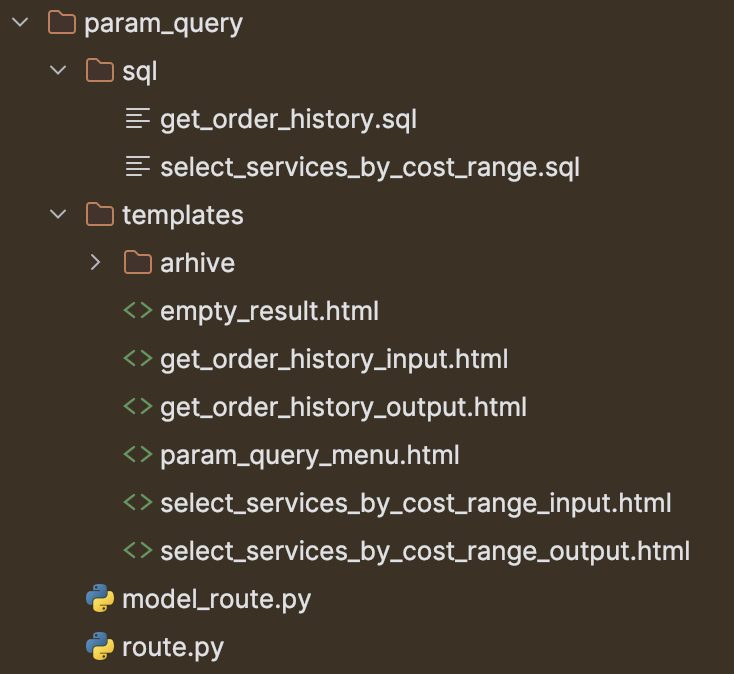 param_query
sql
get_order_history.sql
select_services_by_cost_range.sql
templates
arhive
empty_result.html
get_order_history_input.html
get_order_history_output.html
param_query_menu.html
select_services_by_cost_range_input.html
select_services_by_cost_range_output.html
model_route.py
route.py